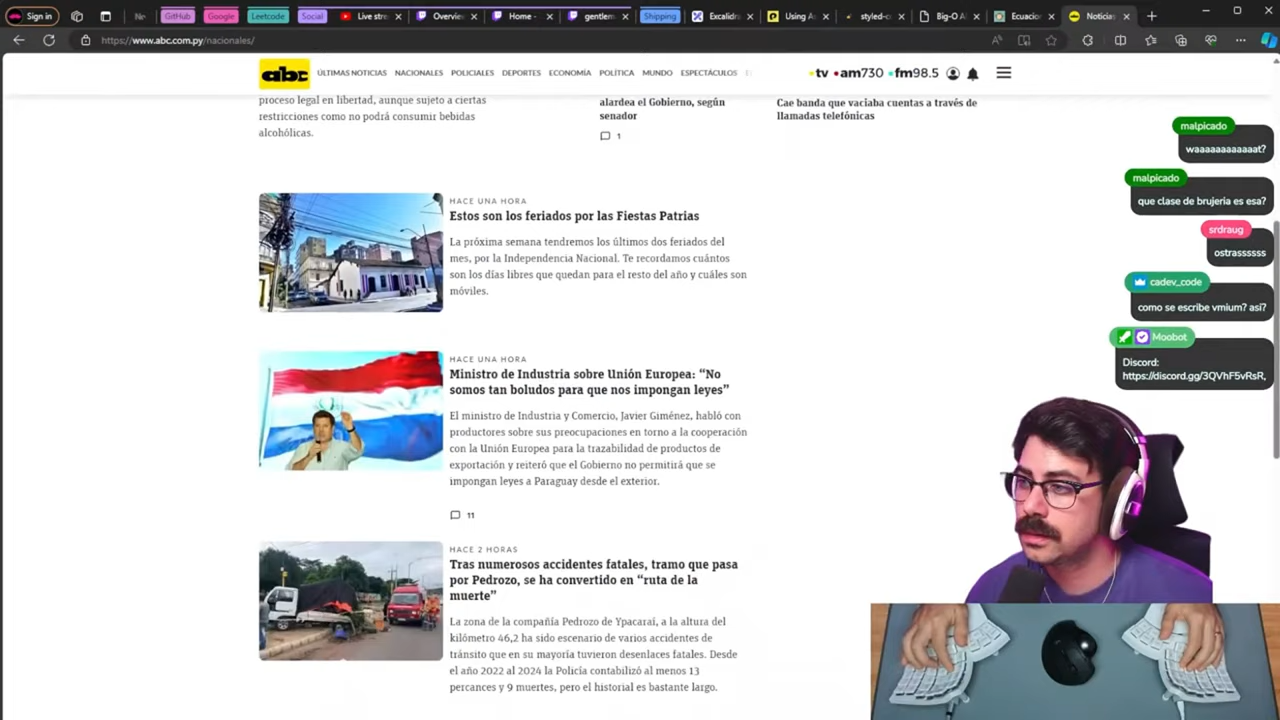 Sign in
GitHub
Google
Leetcode
Social
Live stre
Overvie
Home -
gentlem
Shipping
Excalidra
Using A
styled-c
Big-O Al
Ecuacio
Noticias
https://www.abc.com.py/nacionales/
abc
ÚLTIMAS NOTICIAS
NACIONALES
POLICIALES
DEPORTES
ECONOMÍA
POLÍTICA
MUNDO
ESPECTÁCULOS
tv
am730
fm98.5
proceso legal en libertad, aunque sujeto a ciertas
restricciones como no podrá consumir bebidas
alcohólicas.
alardea el Gobierno, según
senador
1
Cae banda que vaciaba cuentas a través de
llamadas telefónicas
HACE UNA HORA
Estos son los feriados por las Fiestas Patrias
La próxima semana tendremos los últimos dos feriados del
mes, por la Independencia Nacional. Te recordamos cuántos
son los días libres que quedan para el resto del año y cuáles son
móviles.
HACE UNA HORA
Ministro de Industria sobre Unión Europea: “No
somos tan boludos para que nos impongan leyes”
El ministro de Industria y Comercio, Javier Giménez, habló con
productores sobre sus preocupaciones en torno a la cooperación
con la Unión Europea para la trazabilidad de productos de
exportación y reiteró que el Gobierno no permitirá que se
impongan leyes a Paraguay desde el exterior.
11
HACE 2 HORAS
Tras numerosos accidentes fatales, tramo que pasa
por Pedrozo, se ha convertido en “ruta de la
muerte”
La zona de la compañía Pedrozo de Ypacaraí, a la altura del
kilómetro 46,2 ha sido escenario de varios accidentes de
tránsito que en su mayoría tuvieron desenlaces fatales. Desde
el año 2022 al 2024 la Policía contabilizó al menos 13
percances y 9 muertes, pero el historial es bastante largo.
malpicado
waaaaaaaaaaat?
malpicado
que clase de brujeria es esa?
srdraug
ostrassssss
cadev_code
como se escribe vmium? asi?
Moobot
Discord:
https://discord.gg/3QVhF5vRsR,